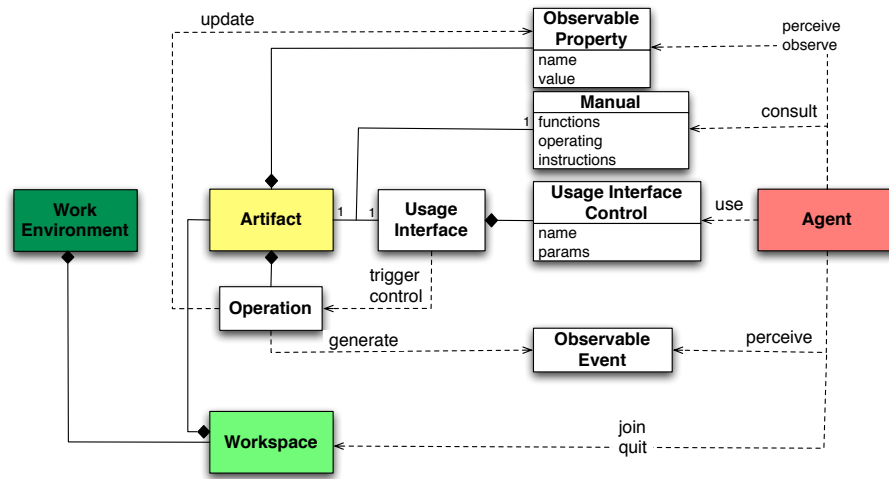 update
Observable
Property
name
value
perceive
observe
Manual
functions
operating
instructions
1
consult
Work
Environment
Artifact
1
1
Usage
Interface
Usage Interface
Control
name
params
use
Agent
trigger
control
Operation
generate
Observable
Event
perceive
Workspace
join
quit